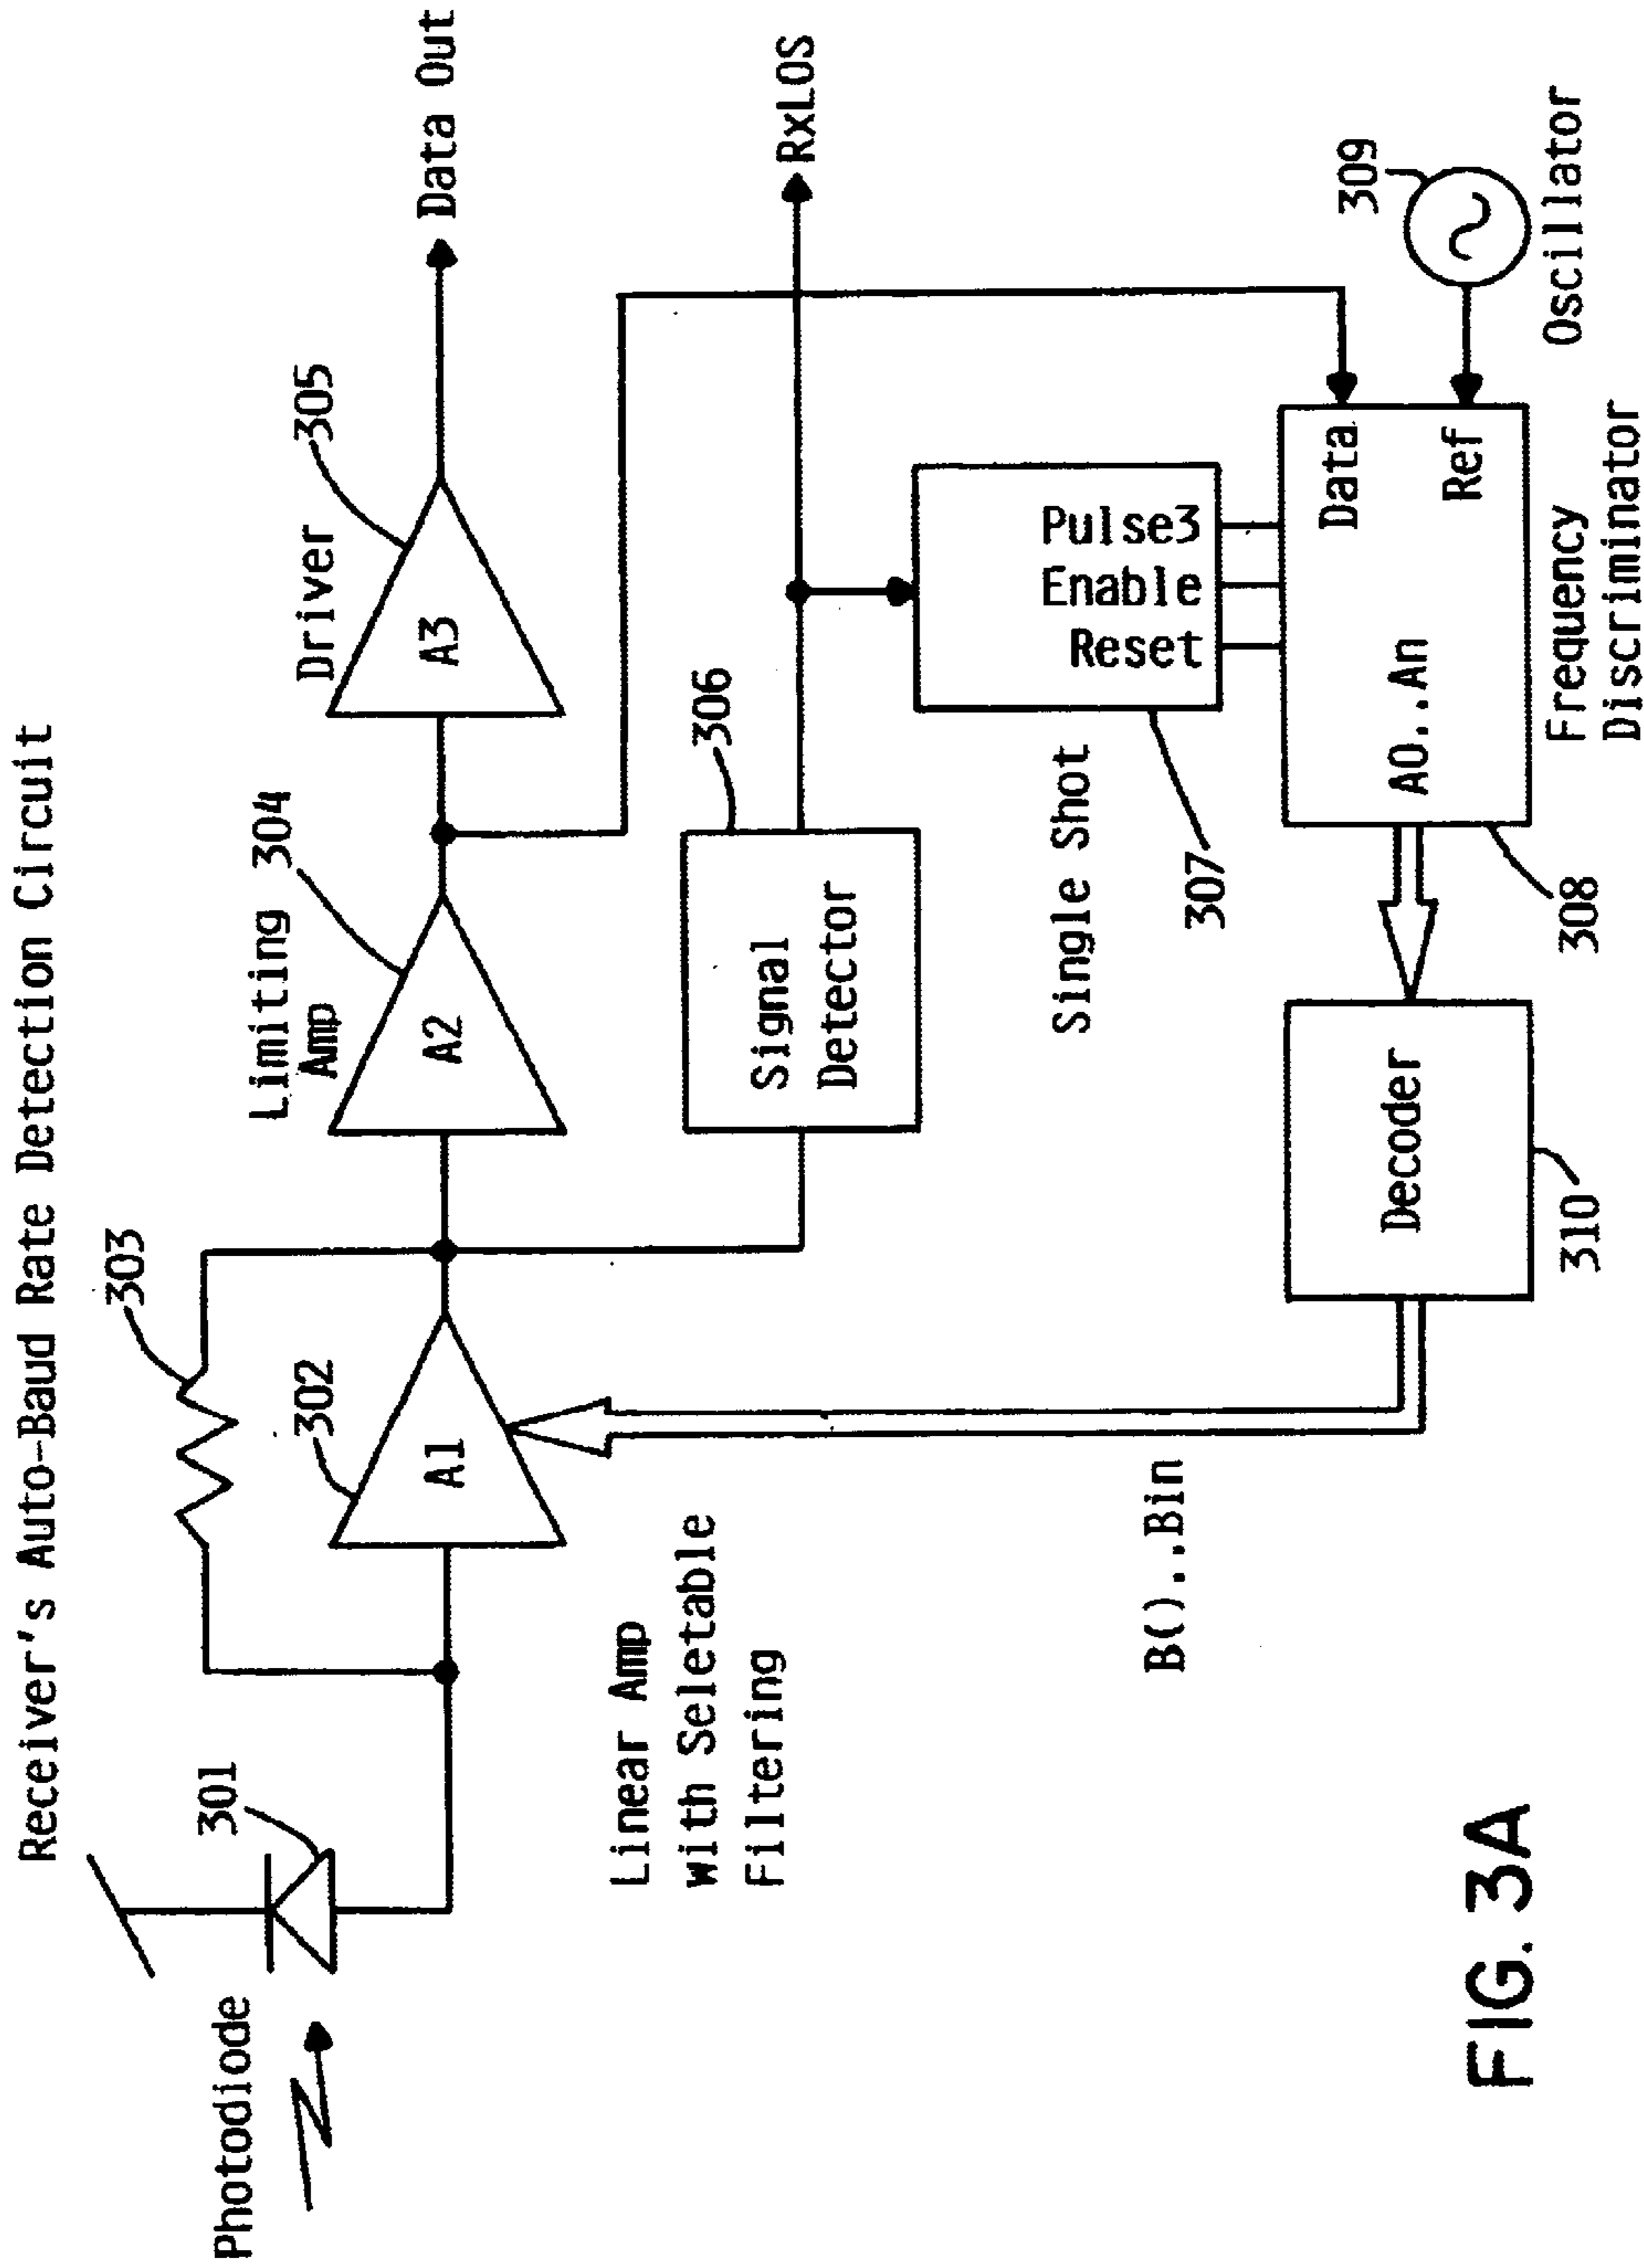 Receiver's Auto-Baud Rate Detection Circuit
Photodiode
301
303
302
A1
Linear Amp
with Seletable
Filtering
Limiting
Amp
304
A2
Driver
305
A3
Data Out
306
Signal
Detector
RxLOS
Single Shot
307
Pulse3
Enable
Reset
309
Oscillator
Data
Ref
A0..An
308
Frequency
Discriminator
Decoder
310
B()..Bin
FIG. 3A